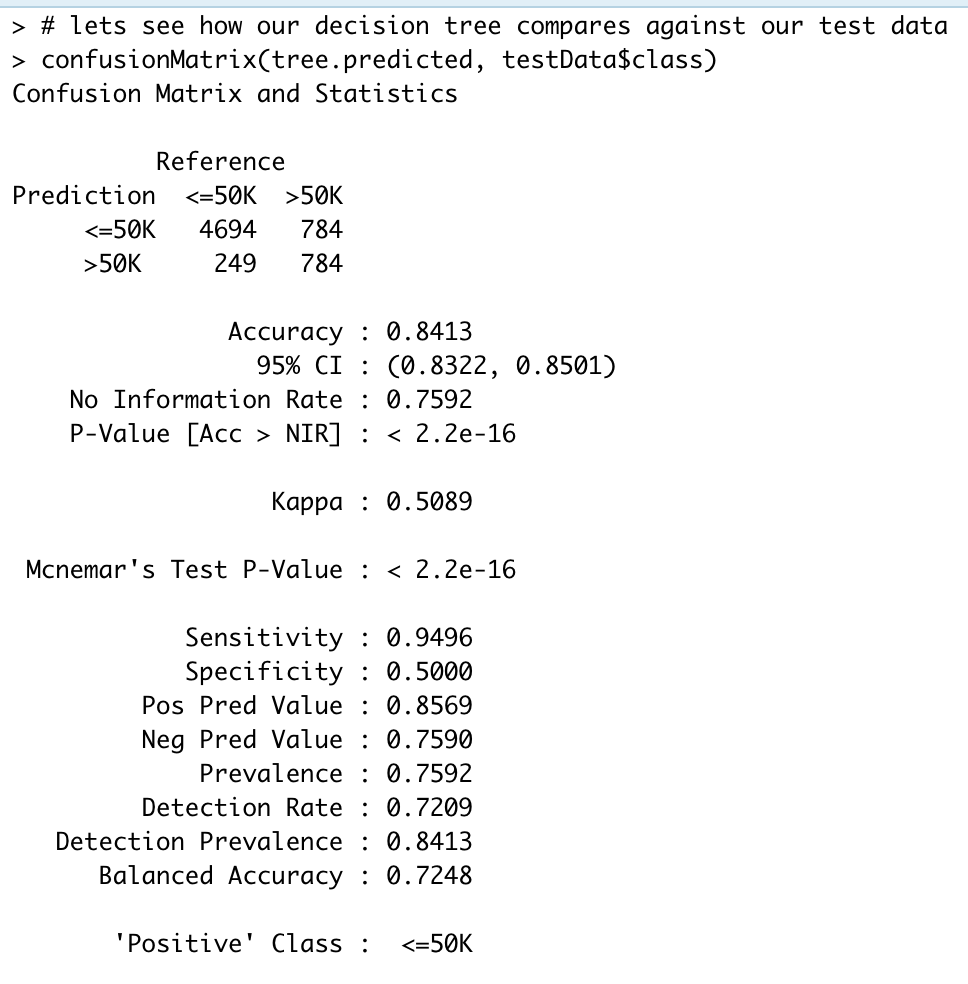 > # lets see how our decision tree compares against our test data
> confusionMatrix(tree.predicted, testData$class)
Confusion Matrix and Statistics
Reference
Prediction <=50K >50K
<=50K 4694 784
>50K 249 784
Accuracy : 0.8413
95% CI : (0.8322, 0.8501)
No Information Rate : 0.7592
P-Value [Acc > NIR] : < 2.2e-16
Kappa : 0.5089
Mcnemar's Test P-Value : < 2.2e-16
Sensitivity : 0.9496
Specificity : 0.5000
Pos Pred Value : 0.8569
Neg Pred Value : 0.7590
Prevalence : 0.7592
Detection Rate : 0.7209
Detection Prevalence : 0.8413
Balanced Accuracy : 0.7248
'Positive' Class : <=50K